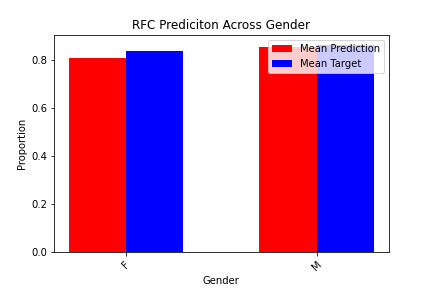 RFC Prediciton Across Gender
Mean Prediction
Mean Target
0.8
0.6
0.4
0.2
0.0
Proportion
F
M
Gender